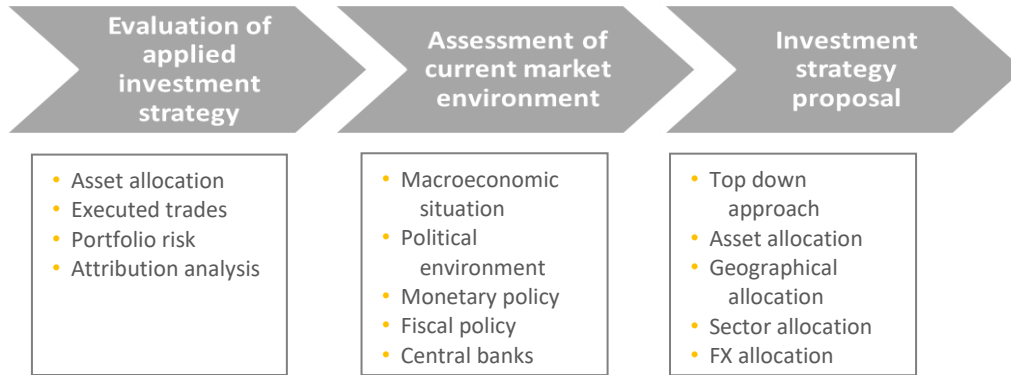 Evaluation of
applied
investment
strategy
Assessment of
current market
environment
Investment
strategy
proposal
• Asset allocation
• Executed trades
• Portfolio risk
• Attribution analysis
• Macroeconomic
situation
• Political
environment
• Monetary policy
• Fiscal policy
• Central banks
• Top down
approach
• Asset allocation
• Geographical
allocation
• Sector allocation
• FX allocation